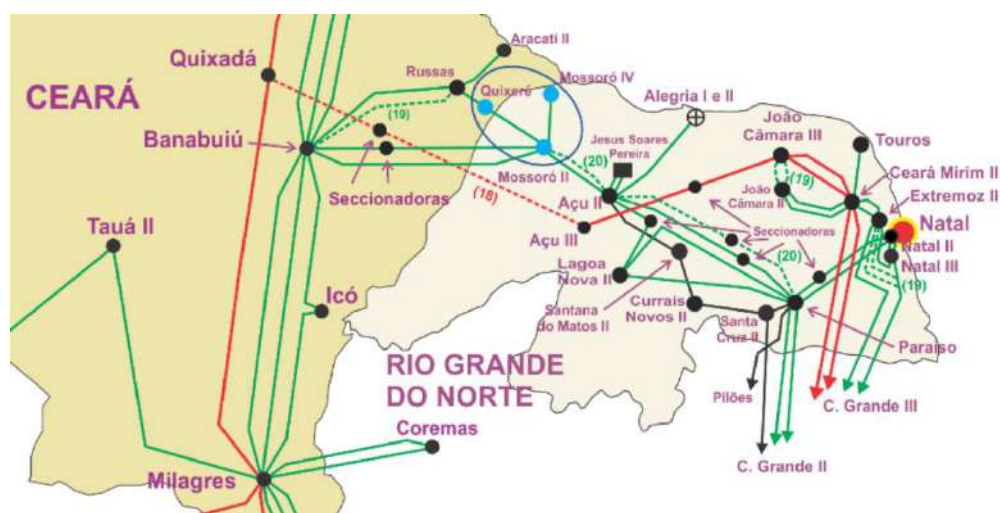 Aracati II
Quixadá
Russas
Mossoró IV
Quixeré
CEARÁ
Alegria I e II
João
Câmara III
Touros
(19)
Banabuiú
(20)
Jesus Soares
Pereira
(19)
Ceará Mirim II
Mossoró II
João
Câmara II
Extremoz II
Seccionadoras
(18)
Açu II
Natal
Tauá II
Açu III
Seccionadoras
Natal II
(20)
Natal III
Lagoa
Nova II
(19)
Icó
Santana
do Matos II
Currais
Novos II
Santa
Cruz II
Paraiso
RIO GRANDE
DO NORTE
Pilões
C. Grande III
Coremas
C. Grande II
Milagres